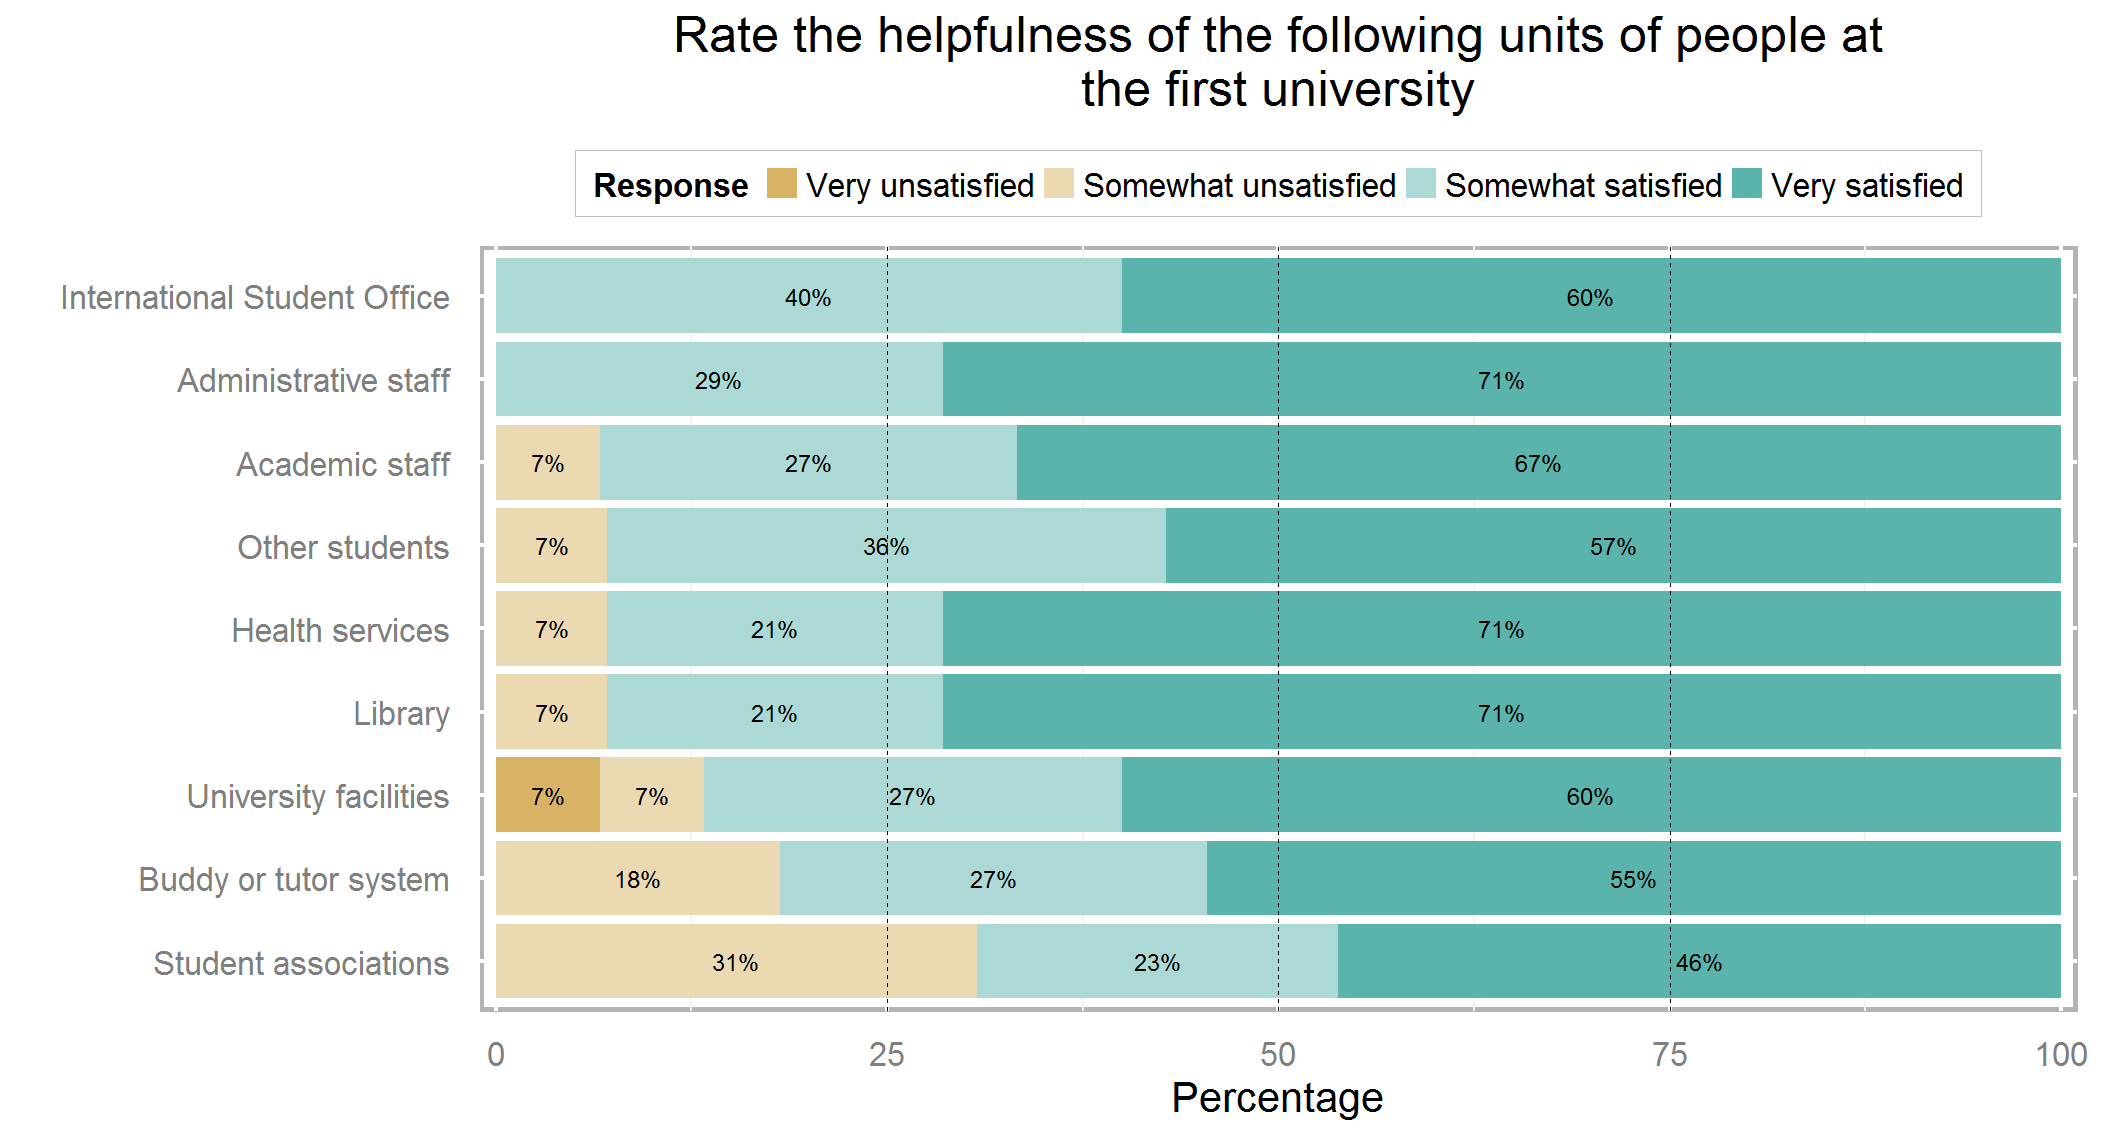 Rate the helpfulness of the following units of people at
the first university
Response Very unsatisfied Somewhat unsatisfied Somewhat satisfied Very satisfied
International Student Office 40% 60%
Administrative staff 29% 71%
Academic staff 7% 27% 67%
Other students 7% 36% 57%
Health services 7% 21% 71%
Library 7% 21% 71%
University facilities 7% 7% 27% 60%
Buddy or tutor system 18% 27% 55%
Student associations 31% 23% 46%
0 25 50 75 100
Percentage